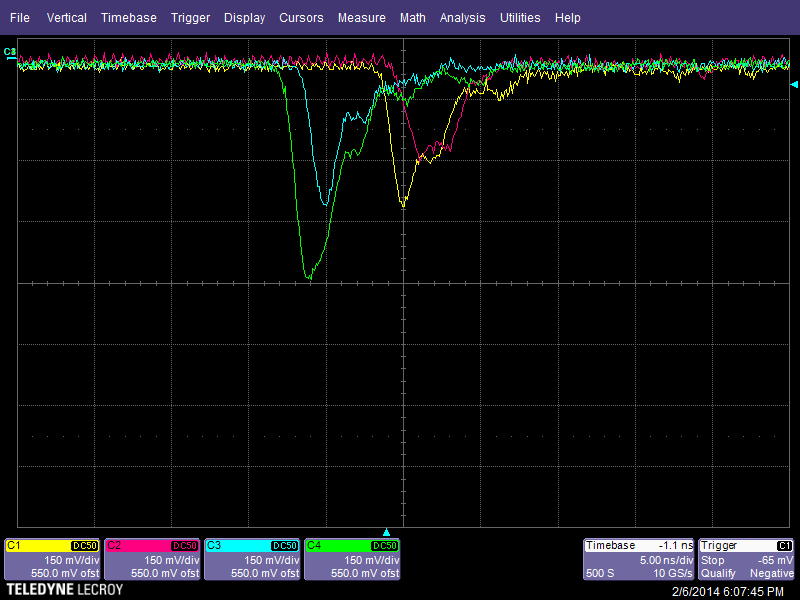 File Vertical Timebase Trigger Display Cursors Measure Math Analysis Utilities Help
C3
C1 DC50 C2 DC50 C3 DC50 C4 DC50 Timebase -1.1 ns Trigger C1
150 mV/div 150 mV/div 150 mV/div 150 mV/div 5.00 ns/div Stop -65 mV
550.0 mV ofst 550.0 mV ofst 550.0 mV ofst 550.0 mV ofst 500 S 10 GS/s Qualify Negative
TELEDYNE LECROY 2/6/2014 6:07:45 PM